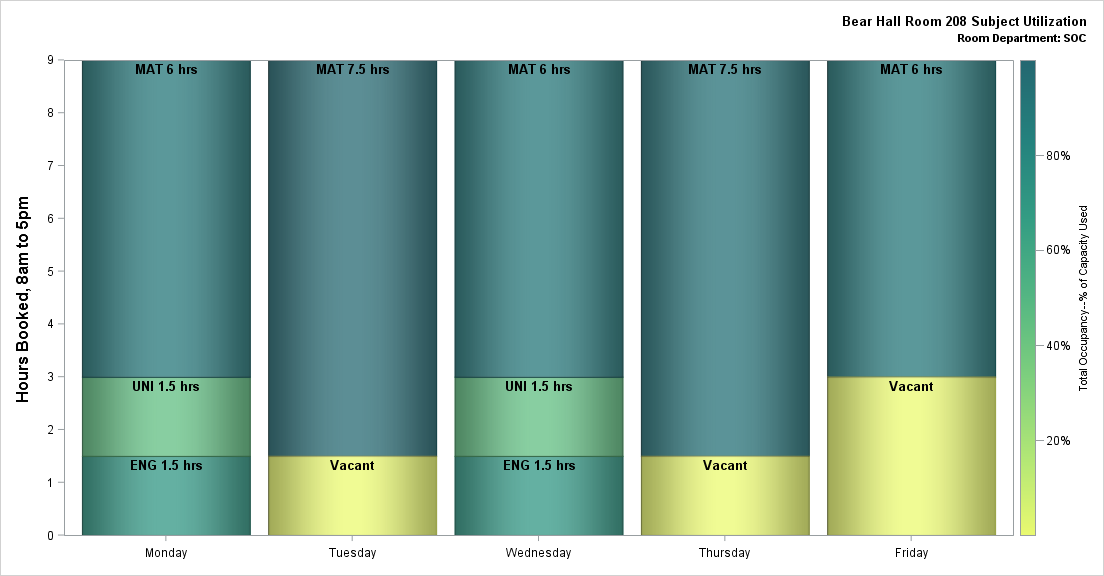 Bear Hall Room 208 Subject Utilization
Room Department: SOC
Hours Booked, 8am to 5pm
9
8
7
6
5
4
3
2
1
0
MAT 6 hrs
UNI 1.5 hrs
ENG 1.5 hrs
MAT 7.5 hrs
Vacant
MAT 6 hrs
UNI 1.5 hrs
ENG 1.5 hrs
MAT 7.5 hrs
Vacant
MAT 6 hrs
Vacant
Monday
Tuesday
Wednesday
Thursday
Friday
80%
60%
40%
20%
Total Occupancy--% of Capacity Used